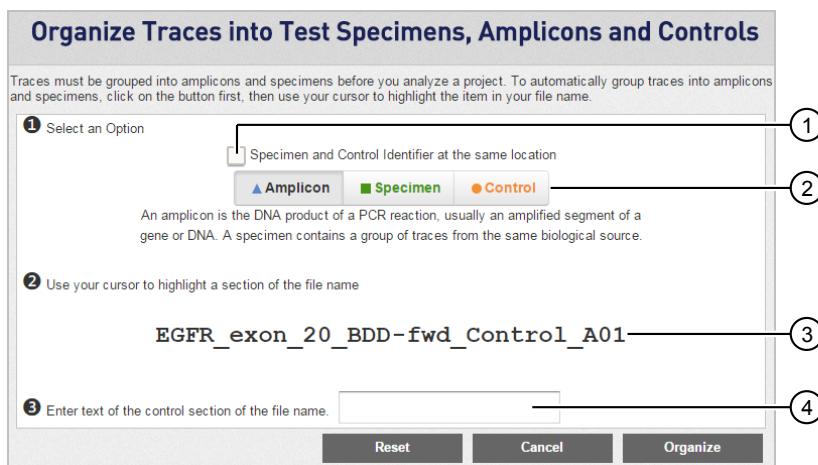 Organize Traces into Test Specimens, Amplicons and Controls
Traces must be grouped into amplicons and specimens before you analyze a project. To automatically group traces into amplicons
and specimens, click on the button first, then use your cursor to highlight the item in your file name.
1 Select an Option
1
Specimen and Control Identifier at the same location
Amplicon Specimen Control
2
An amplicon is the DNA product of a PCR reaction, usually an amplified segment of a
gene or DNA. A specimen contains a group of traces from the same biological source.
2 Use your cursor to highlight a section of the file name
EGFR_exon_20_BDD-fwd_Control_A01
3
3 Enter text of the control section of the file name.
4
Reset Cancel Organize